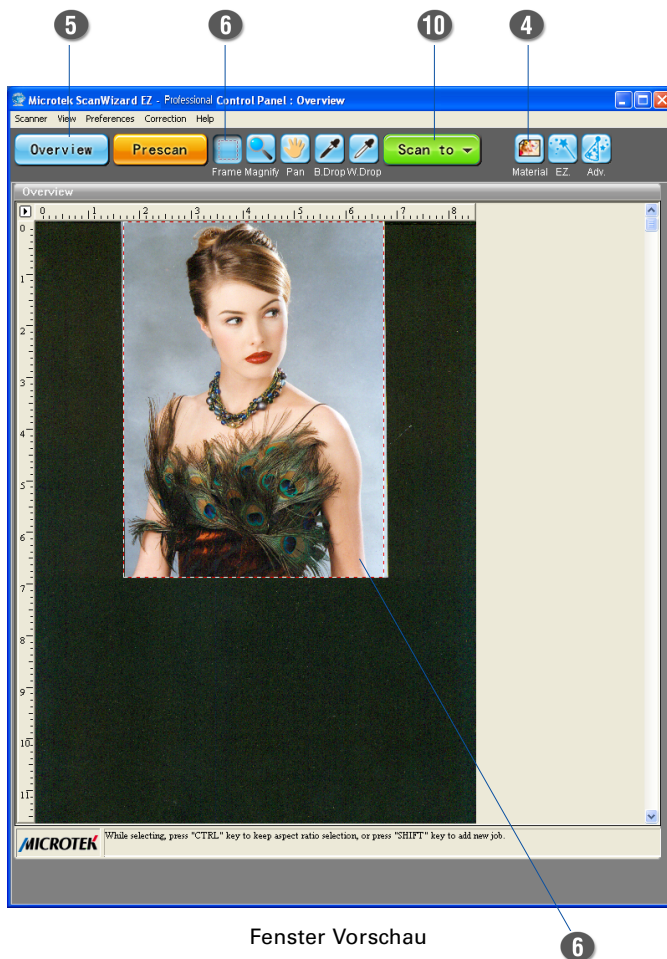 5 6 10 4
Microtek ScanWizard EZ - Professional Control Panel : Overview
Scanner View Preferences Correction Help
Overview Prescan Scan to
Frame Magnify Pan B.Drop W.Drop Material EZ. Adv.
Overview
0 1 2 3 4 5 6 7 8
0
1
2
3
4
5
6
7
8
9
10
11
MICROTEK While selecting, press "CTRL" key to keep aspect ratio selection, or press "SHIFT" key to add new job.
Fenster Vorschau
6